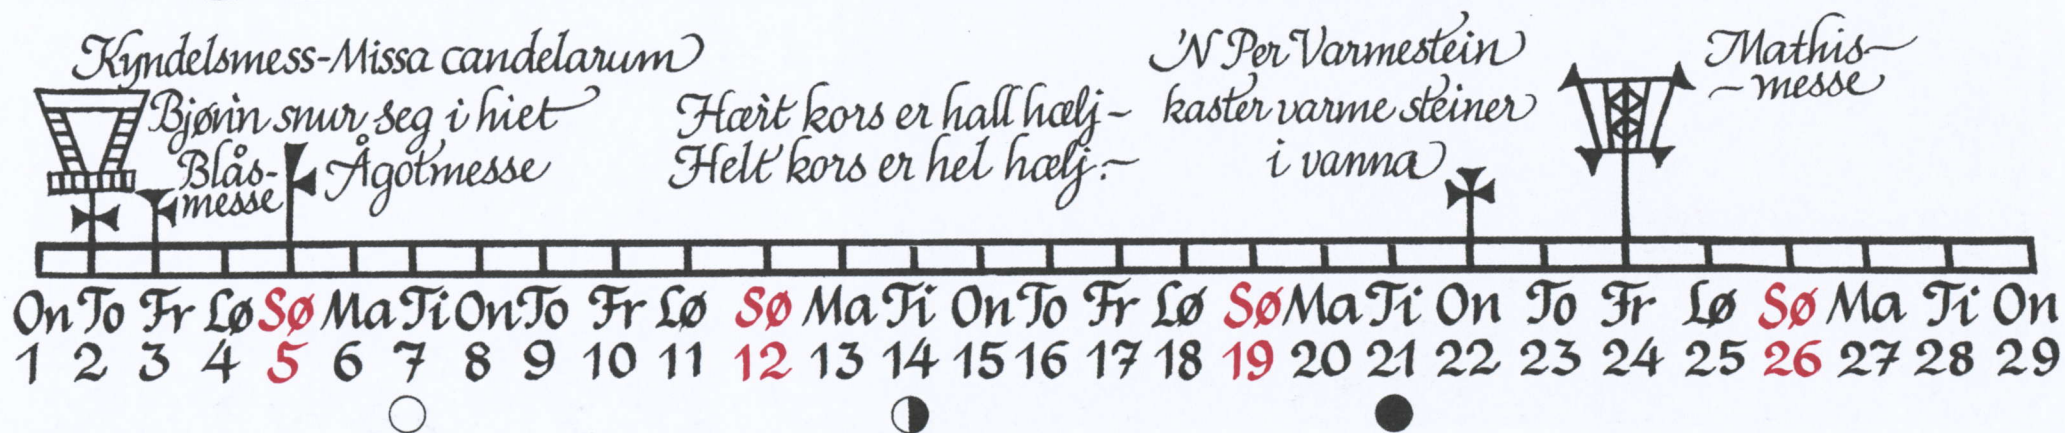 Kyndelsmess-Missa candelarum
Bjørn snur seg i hiet
Blås-
messe
Ågotmesse
Hært kors er hall hælj-
Helt kors er hel hælj.-
'N Per Varmestein
kaster varme steiner
i vanna
Mathis-
-messe
On To Fr Lø Sø Ma Ti On To Fr Lø Sø Ma Ti On To Fr Lø Sø Ma Ti On To Fr Lø Sø Ma Ti On
1 2 3 4 5 6 7 8 9 10 11 12 13 14 15 16 17 18 19 20 21 22 23 24 25 26 27 28 29